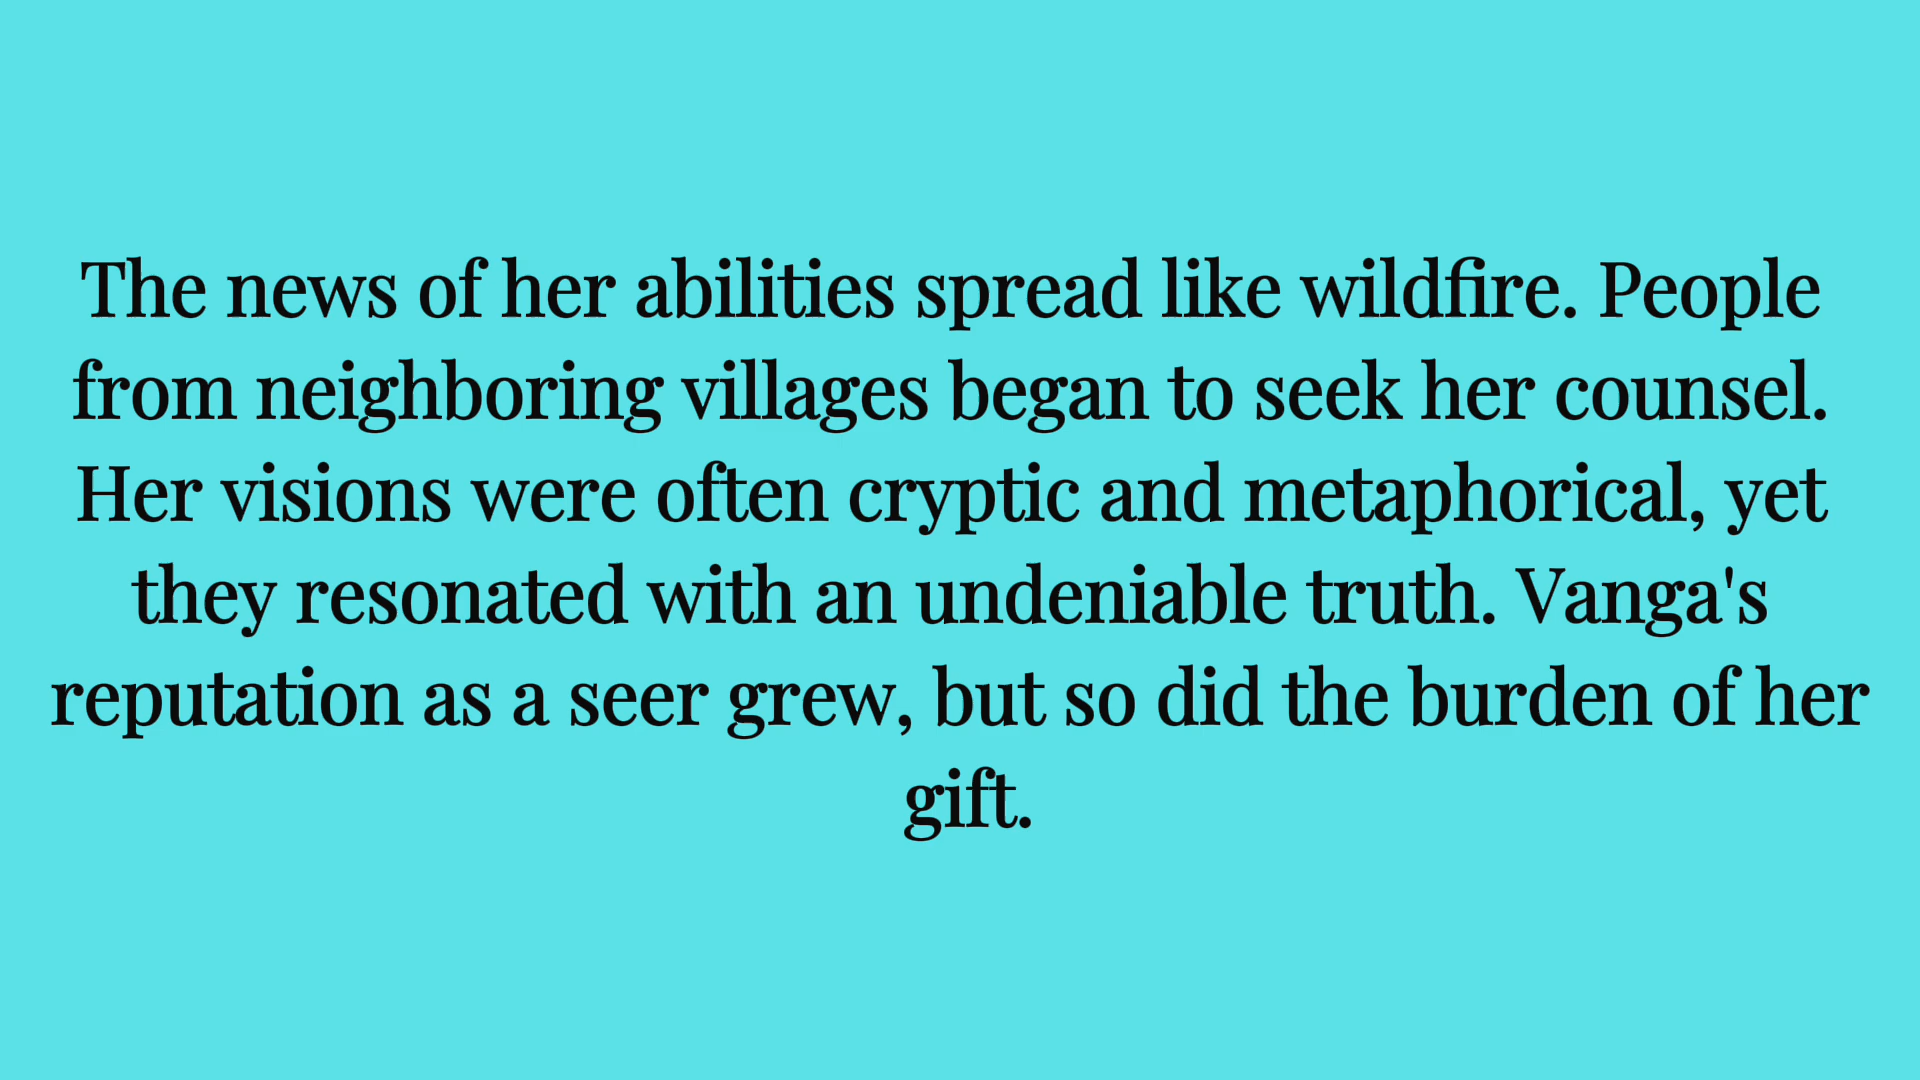 The news of her abilities spread like wildfire. People
from neighboring villages began to seek her counsel.
Her visions were often cryptic and metaphorical, yet
they resonated with an undeniable truth. Vanga's
reputation as a seer grew, but so did the burden of her
gift.